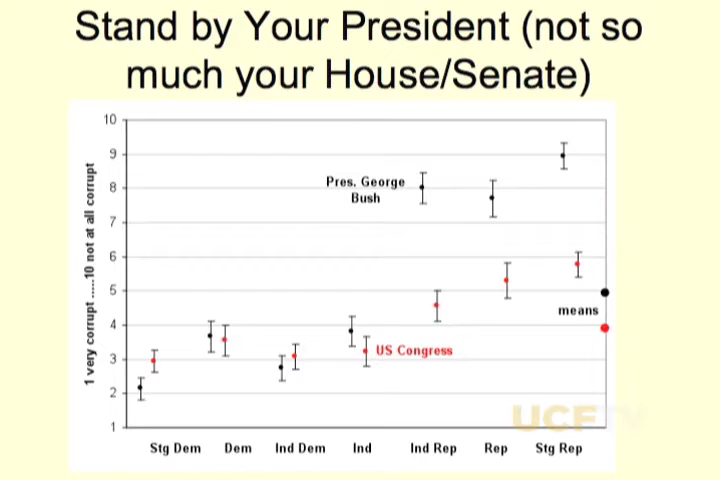 Stand by Your President (not so
much your House/Senate)
10
9
8
7
6
5
4
3
2
1
1 very corrupt .....10 not at all corrupt
Pres. George
Bush
US Congress
means
Stg Dem Dem Ind Dem Ind Ind Rep Rep Stg Rep
UCF TV